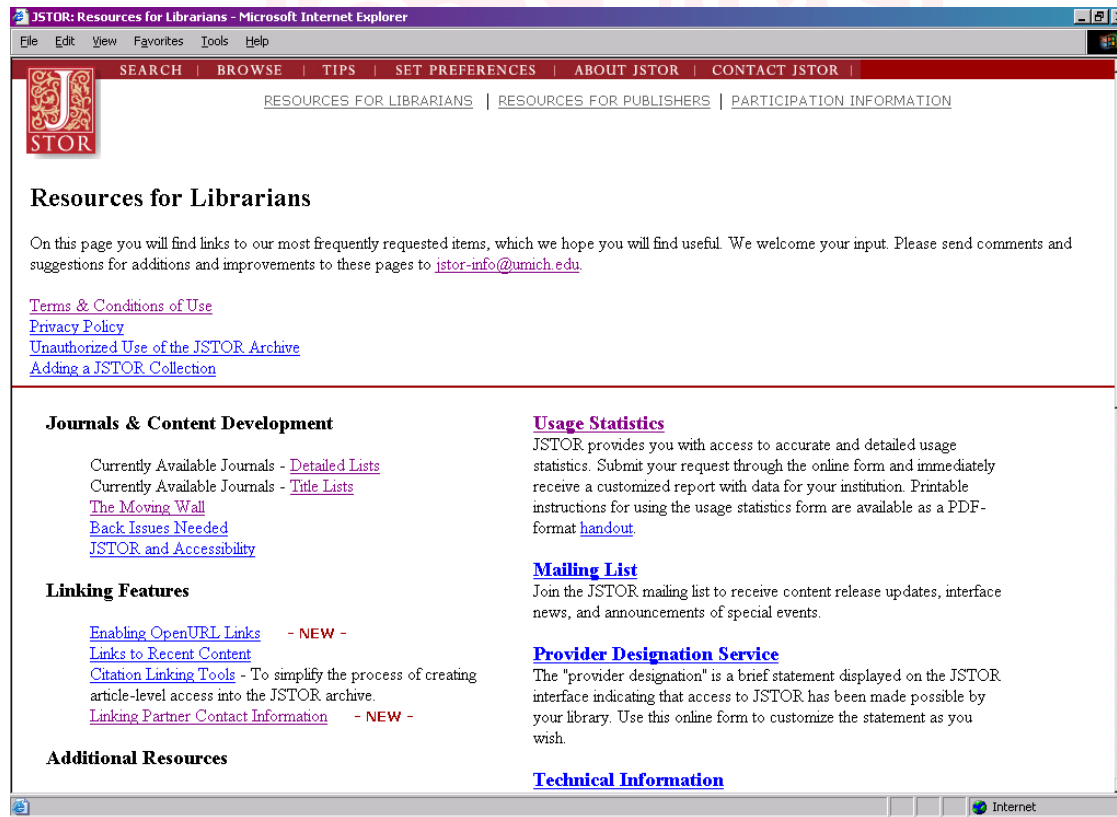 JSTOR: Resources for Librarians - Microsoft Internet Explorer
File Edit View Favorites Tools Help
SEARCH | BROWSE | TIPS | SET PREFERENCES | ABOUT JSTOR | CONTACT JSTOR |
J
STOR
RESOURCES FOR LIBRARIANS | RESOURCES FOR PUBLISHERS | PARTICIPATION INFORMATION
Resources for Librarians
On this page you will find links to our most frequently requested items, which we hope you will find useful. We welcome your input. Please send comments and
suggestions for additions and improvements to these pages to jstor-info@umich.edu.
Terms & Conditions of Use
Privacy Policy
Unauthorized Use of the JSTOR Archive
Adding a JSTOR Collection
Journals & Content Development
Currently Available Journals - Detailed Lists
Currently Available Journals - Title Lists
The Moving Wall
Back Issues Needed
JSTOR and Accessibility
Linking Features
Enabling OpenURL Links - NEW -
Links to Recent Content
Citation Linking Tools - To simplify the process of creating
article-level access into the JSTOR archive.
Linking Partner Contact Information - NEW -
Additional Resources
Usage Statistics
JSTOR provides you with access to accurate and detailed usage
statistics. Submit your request through the online form and immediately
receive a customized report with data for your institution. Printable
instructions for using the usage statistics form are available as a PDF-
format handout.
Mailing List
Join the JSTOR mailing list to receive content release updates, interface
news, and announcements of special events.
Provider Designation Service
The "provider designation" is a brief statement displayed on the JSTOR
interface indicating that access to JSTOR has been made possible by
your library. Use this online form to customize the statement as you
wish.
Technical Information
Internet